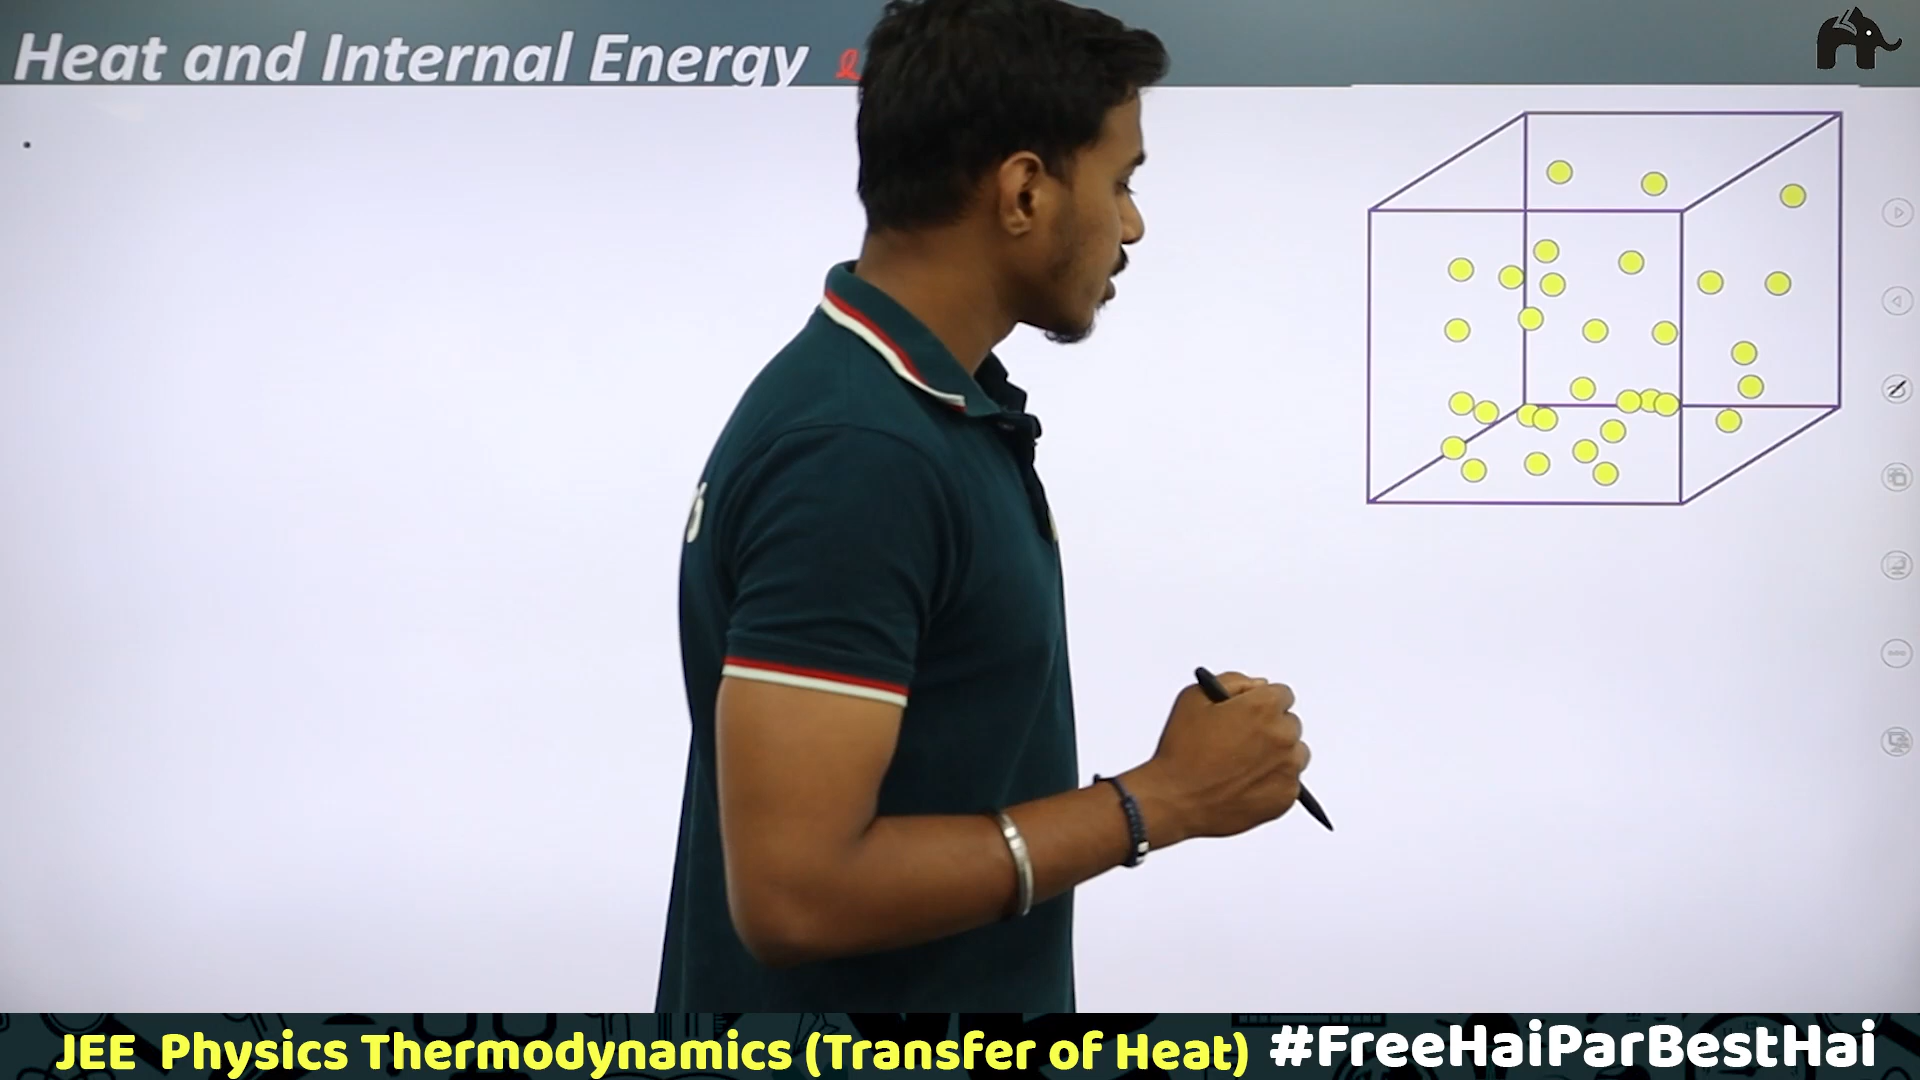 Heat and Internal Energy
JEE Physics Thermodynamics (Transfer of Heat) #FreeHaiParBestHai